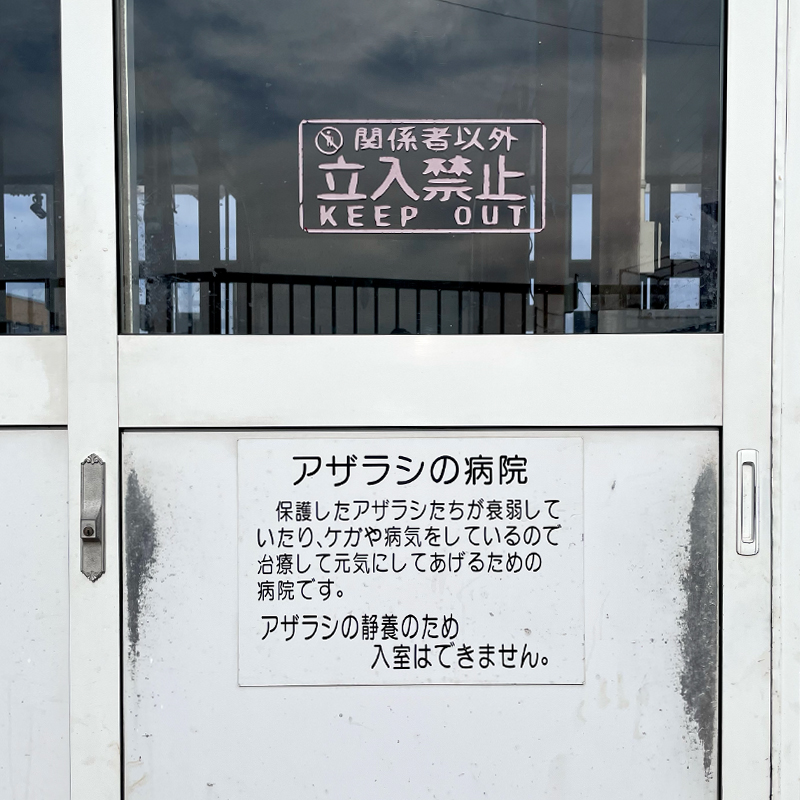 関係者以外
立入禁止
KEEP OUT
アザラシの病院
保護したアザラシたちが衰弱して
いたり、ケガや病気をしているので
治療して元気にしてあげるための
病院です。
アザラシの静養のため
入室はできません。